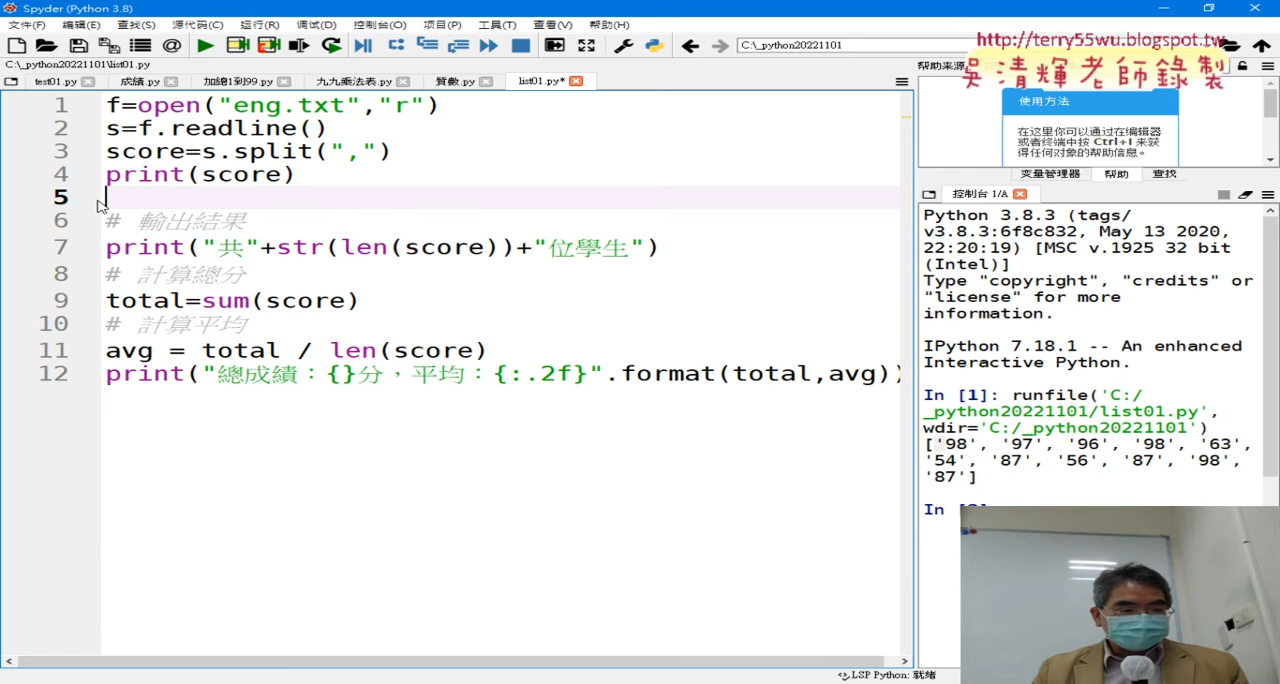 Spyder (Python 3.8)
文件(F) 编辑(E) 查找(S) 源代码(C) 运行(R) 调试(D) 控制台(O) 项目(P) 工具(T) 查看(V) 帮助(H)
C:\_python20221101
http://terry55wu.blogspot.tw
吳清輝老師錄製
C:\_python20221101\list01.py
test01.py 成績.py 加總1到99.py 九九乘法表.py 質數.py list01.py*
帮助来源
1 f=open("eng.txt","r")
2 s=f.readline()
3 score=s.split(",")
4 print(score)
5
6 # 輸出結果
7 print("共"+str(len(score))+"位學生")
8 # 計算總分
9 total=sum(score)
10 # 計算平均
11 avg = total / len(score)
12 print("總成績：{}分，平均：{:.2f}".format(total,avg))
使用方法
在这里你可以通过在编辑器
或者终端中按 Ctrl+I 来获
得任何对象的帮助信息。
变量管理器 帮助 查找
控制台 1/A
Python 3.8.3 (tags/
v3.8.3:6f8c832, May 13 2020,
22:20:19) [MSC v.1925 32 bit
(Intel)]
Type "copyright", "credits" or
"license" for more
information.
IPython 7.18.1 -- An enhanced
Interactive Python.
In [1]: runfile('C:/
_python20221101/list01.py',
wdir='C:/_python20221101')
['98', '97', '96', '98', '63',
'54', '87', '56', '87', '98',
'87']
In
LSP Python: 就绪